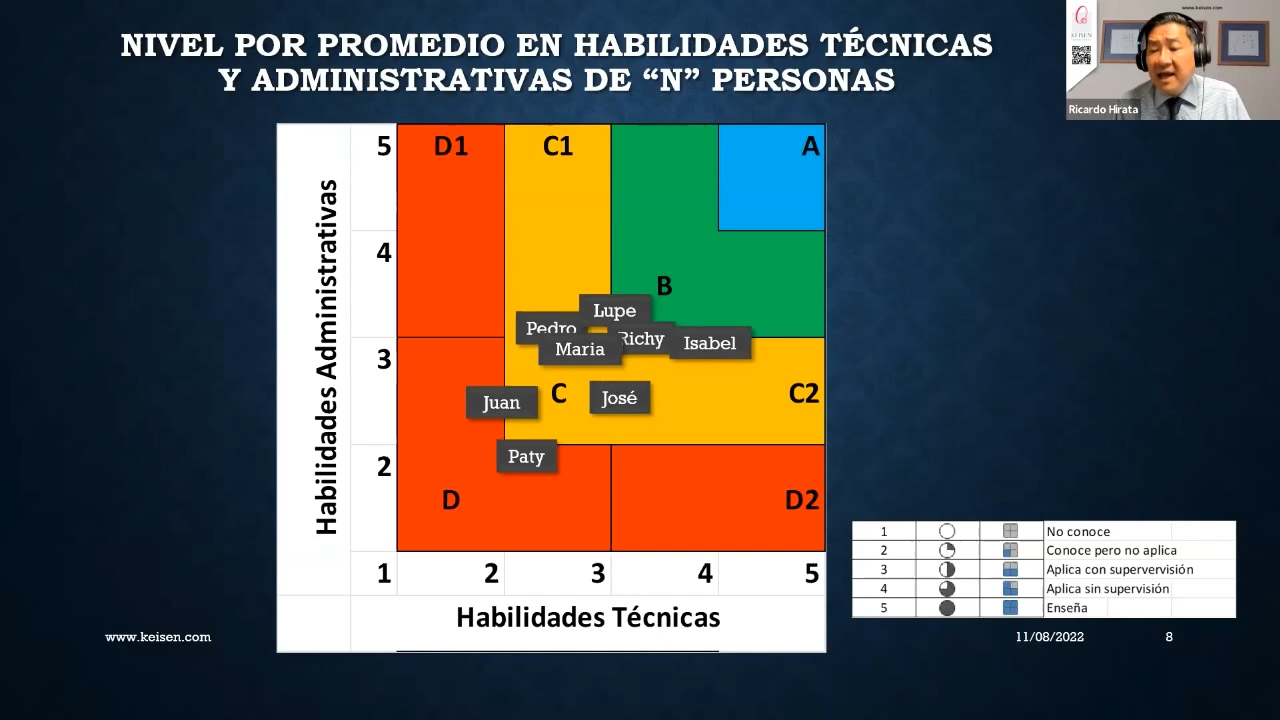 NIVEL POR PROMEDIO EN HABILIDADES TÉCNICAS
Y ADMINISTRATIVAS DE “N” PERSONAS
www.keisen.com
KEISEN
Ricardo Hirata
Habilidades Administrativas
5
4
3
2
1
D1
C1
A
B
Lupe
Pedro
Richy
Isabel
Maria
Juan
C
José
C2
Paty
D
D2
2
3
4
5
Habilidades Técnicas
1 No conoce
2 Conoce pero no aplica
3 Aplica con supervervisión
4 Aplica sin supervisión
5 Enseña
www.keisen.com
11/08/2022
8